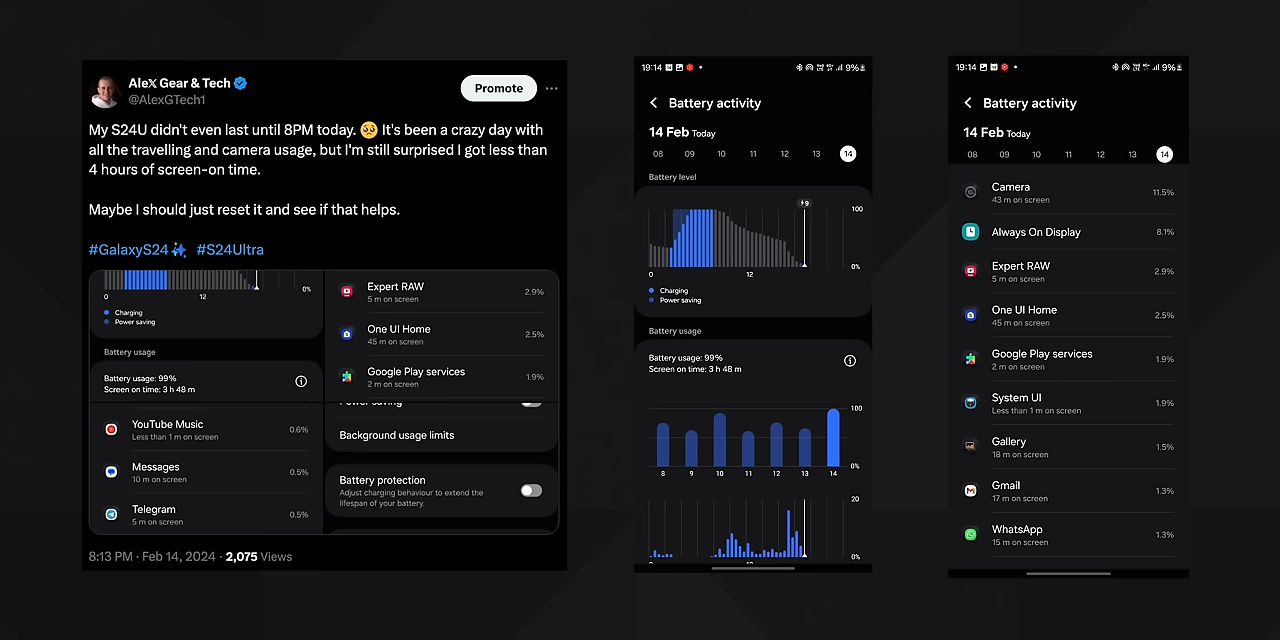 AleX Gear & Tech
@AlexGTech1
Promote
My S24U didn't even last until 8PM today. 🥺 It's been a crazy day with
all the travelling and camera usage, but I'm still surprised I got less than
4 hours of screen-on time.
Maybe I should just reset it and see if that helps.
#GalaxyS24 #S24Ultra
0%
0 12
Charging
Power saving
Battery usage
Battery usage: 99%
Screen on time: 3 h 48 m
YouTube Music
Less than 1 m on screen
0.6%
Messages
10 m on screen
0.5%
Telegram
5 m on screen
0.5%
Expert RAW
5 m on screen
2.9%
One UI Home
45 m on screen
2.5%
Google Play services
2 m on screen
1.9%
Power saving
Background usage limits
Battery protection
Adjust charging behaviour to extend the
lifespan of your battery.
8:13 PM · Feb 14, 2024 · 2,075 Views
19:14 9%
Battery activity
14 Feb Today
08 09 10 11 12 13 14
Battery level
9
100
0%
0 12
Charging
Power saving
Battery usage
Battery usage: 99%
Screen on time: 3 h 48 m
100
0%
8 9 10 11 12 13 14
20
0%
19:14 9%
Battery activity
14 Feb Today
08 09 10 11 12 13 14
Camera
43 m on screen
11.5%
Always On Display
8.1%
Expert RAW
5 m on screen
2.9%
One UI Home
45 m on screen
2.5%
Google Play services
2 m on screen
1.9%
System UI
Less than 1 m on screen
1.9%
Gallery
18 m on screen
1.5%
Gmail
17 m on screen
1.3%
WhatsApp
15 m on screen
1.3%